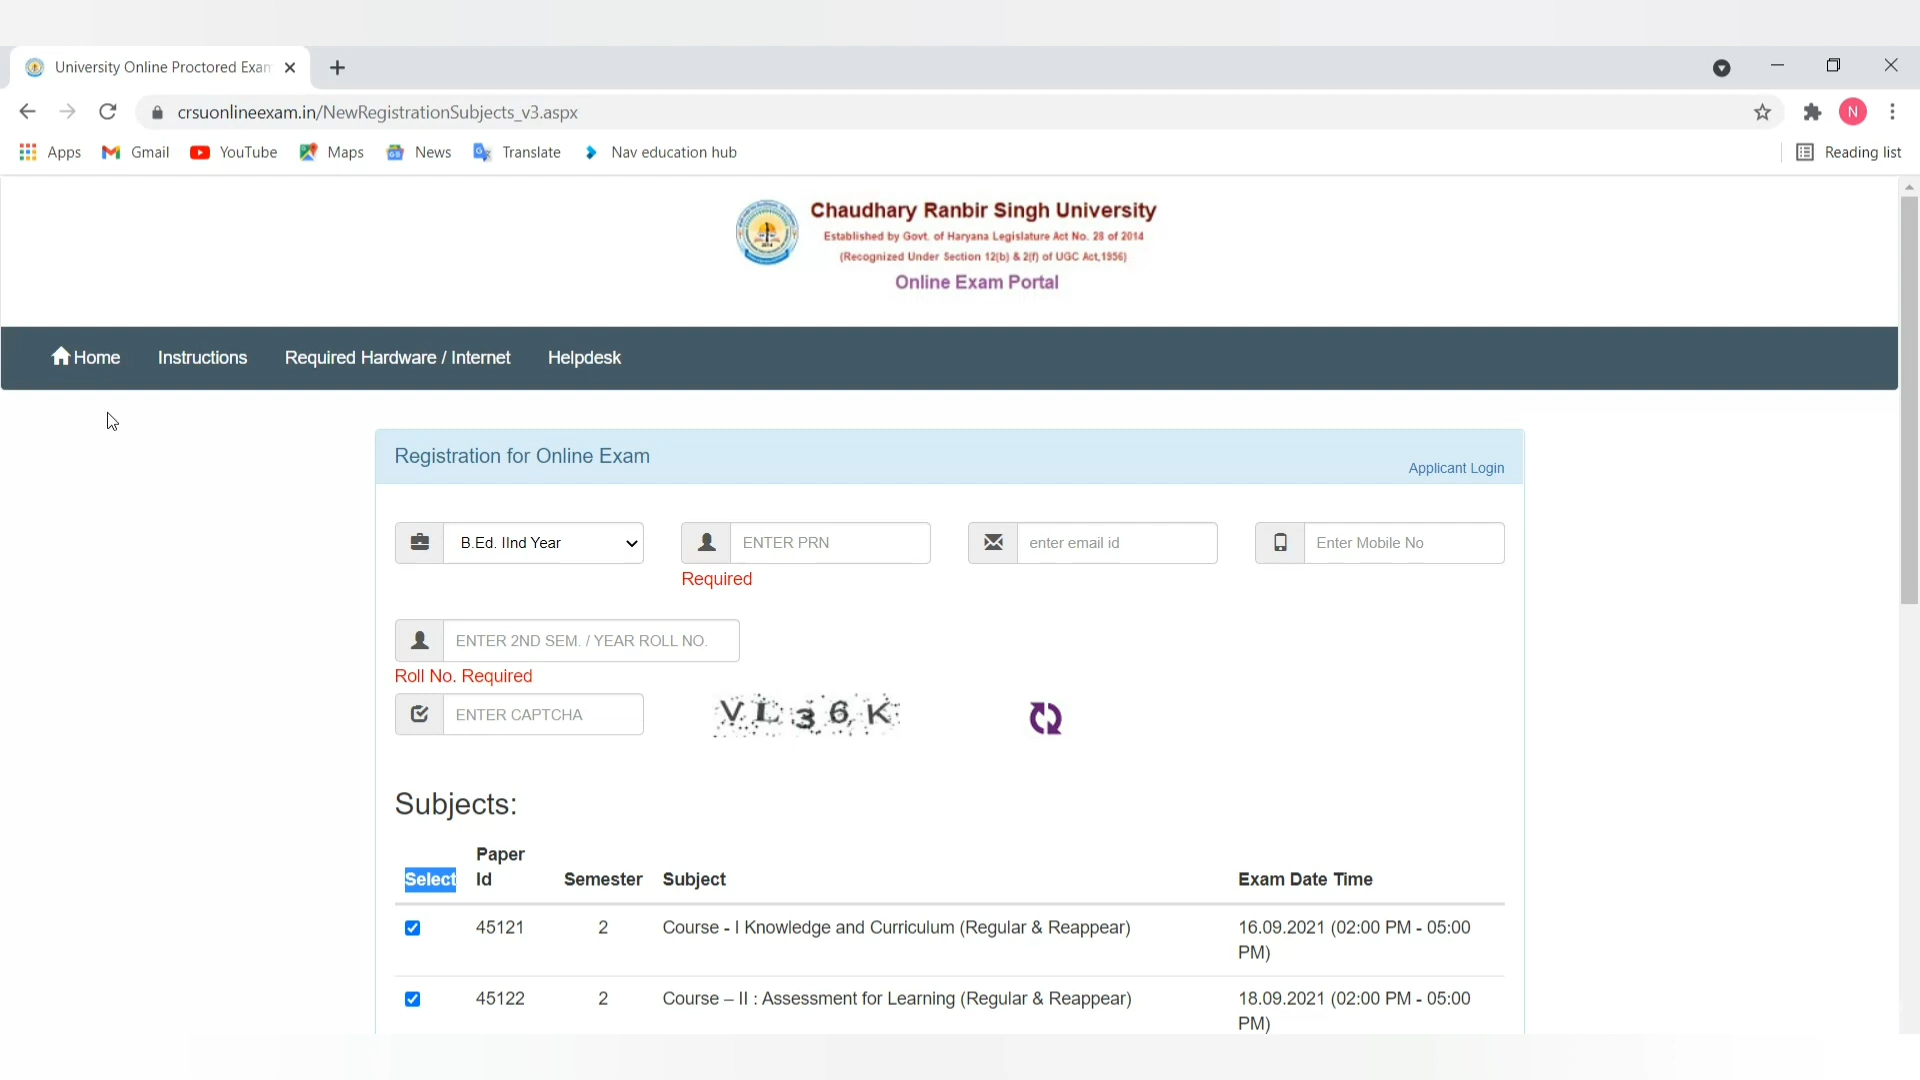 University Online Proctored Exam
crsuonlineexam.in/NewRegistrationSubjects_v3.aspx
N
Apps Gmail YouTube Maps News Translate Nav education hub Reading list
Chaudhary Ranbir Singh University
Established by Govt. of Haryana Legislature Act No. 28 of 2014
(Recognized Under Section 12(b) & 2(f) of UGC Act,1956)
Online Exam Portal
Home Instructions Required Hardware / Internet Helpdesk
Registration for Online Exam
Applicant Login
B.Ed. IInd Year ENTER PRN enter email id Enter Mobile No
Required
ENTER 2ND SEM. / YEAR ROLL NO.
Roll No. Required
ENTER CAPTCHA VL36K
Subjects:
Select Paper Id Semester Subject Exam Date Time
45121 2 Course - I Knowledge and Curriculum (Regular & Reappear) 16.09.2021 (02:00 PM - 05:00
PM)
45122 2 Course – II : Assessment for Learning (Regular & Reappear) 18.09.2021 (02:00 PM - 05:00
PM)